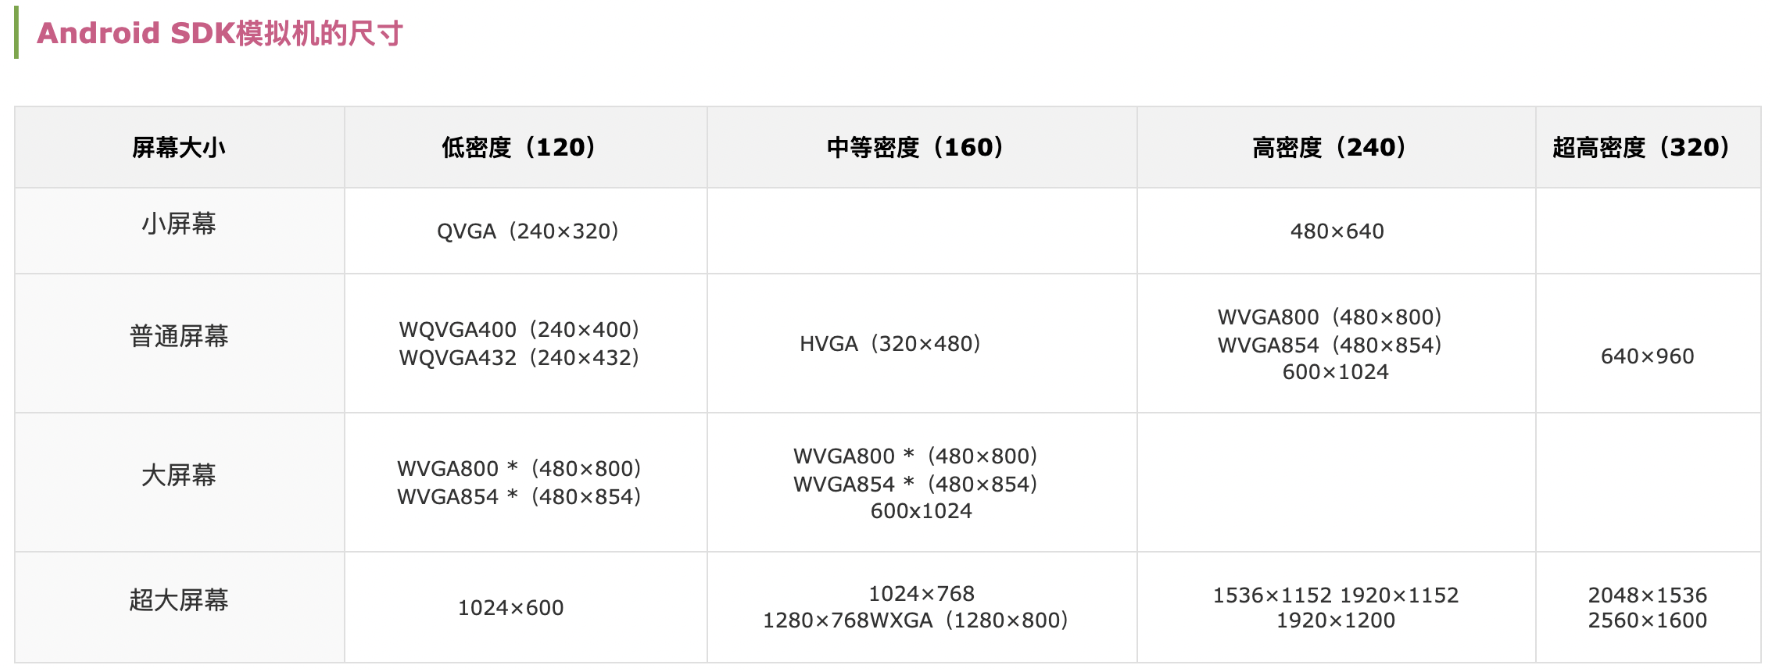 Android SDK模拟机的尺寸
屏幕大小 低密度（120） 中等密度（160） 高密度（240） 超高密度（320）
小屏幕 QVGA（240×320） 480×640
普通屏幕
WQVGA400（240×400）
WQVGA432（240×432）
HVGA（320×480）
WVGA800（480×800）
WVGA854（480×854）
600×1024
640×960
大屏幕
WVGA800 *（480×800）
WVGA854 *（480×854）
WVGA800 *（480×800）
WVGA854 *（480×854）
600x1024
超大屏幕
1024×600
1024×768
1280×768WXGA（1280×800）
1536×1152 1920×1152
1920×1200
2048×1536
2560×1600